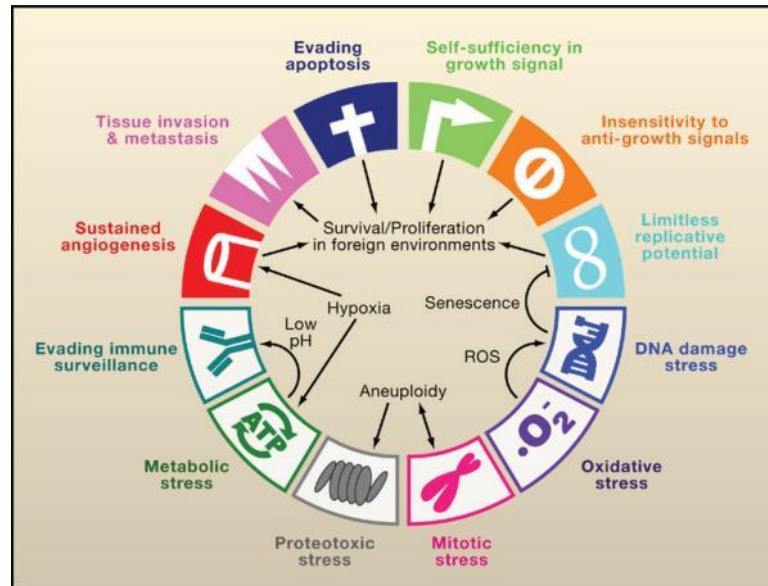 Evading
apoptosis
Self-sufficiency in
growth signal
Tissue invasion
& metastasis
Insensitivity to
anti-growth signals
Sustained
angiogenesis
Survival/Proliferation
in foreign environments
Limitless
replicative
potential
Hypoxia
Senescence
Low
pH
Evading immune
surveillance
ROS
DNA damage
stress
Aneuploidy
ATP
•O2-
Metabolic
stress
Oxidative
stress
Proteotoxic
stress
Mitotic
stress